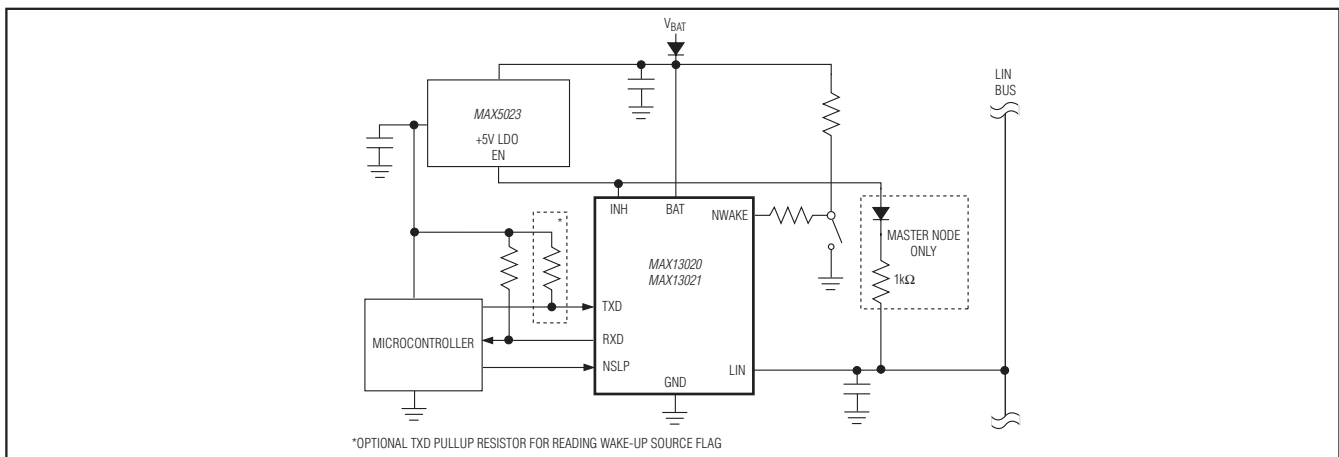 VBAT
LIN
BUS
MAX5023
+5V LDO
EN
INH
BAT
NWAKE
*
MASTER NODE
ONLY
MAX13020
MAX13021
1kΩ
TXD
MICROCONTROLLER
RXD
NSLP
LIN
GND
*OPTIONAL TXD PULLUP RESISTOR FOR READING WAKE-UP SOURCE FLAG